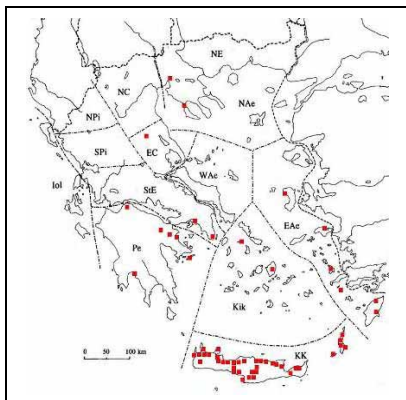 NE
NC
NAe
NPi
SPi
EC
WAe
IoI
StE
EAe
Pe
Kik
KK
0 50 100 km